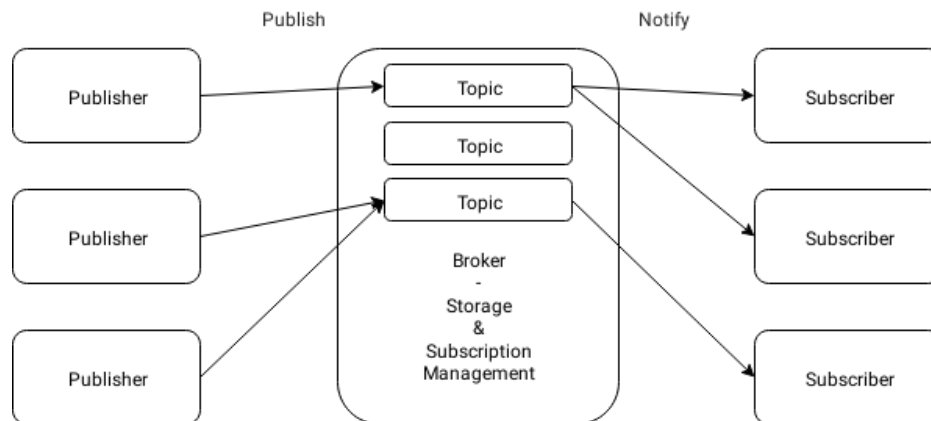 Publish
Notify
Publisher
Topic
Subscriber
Topic
Publisher
Topic
Subscriber
Broker
-
Storage
&
Subscription
Management
Publisher
Subscriber